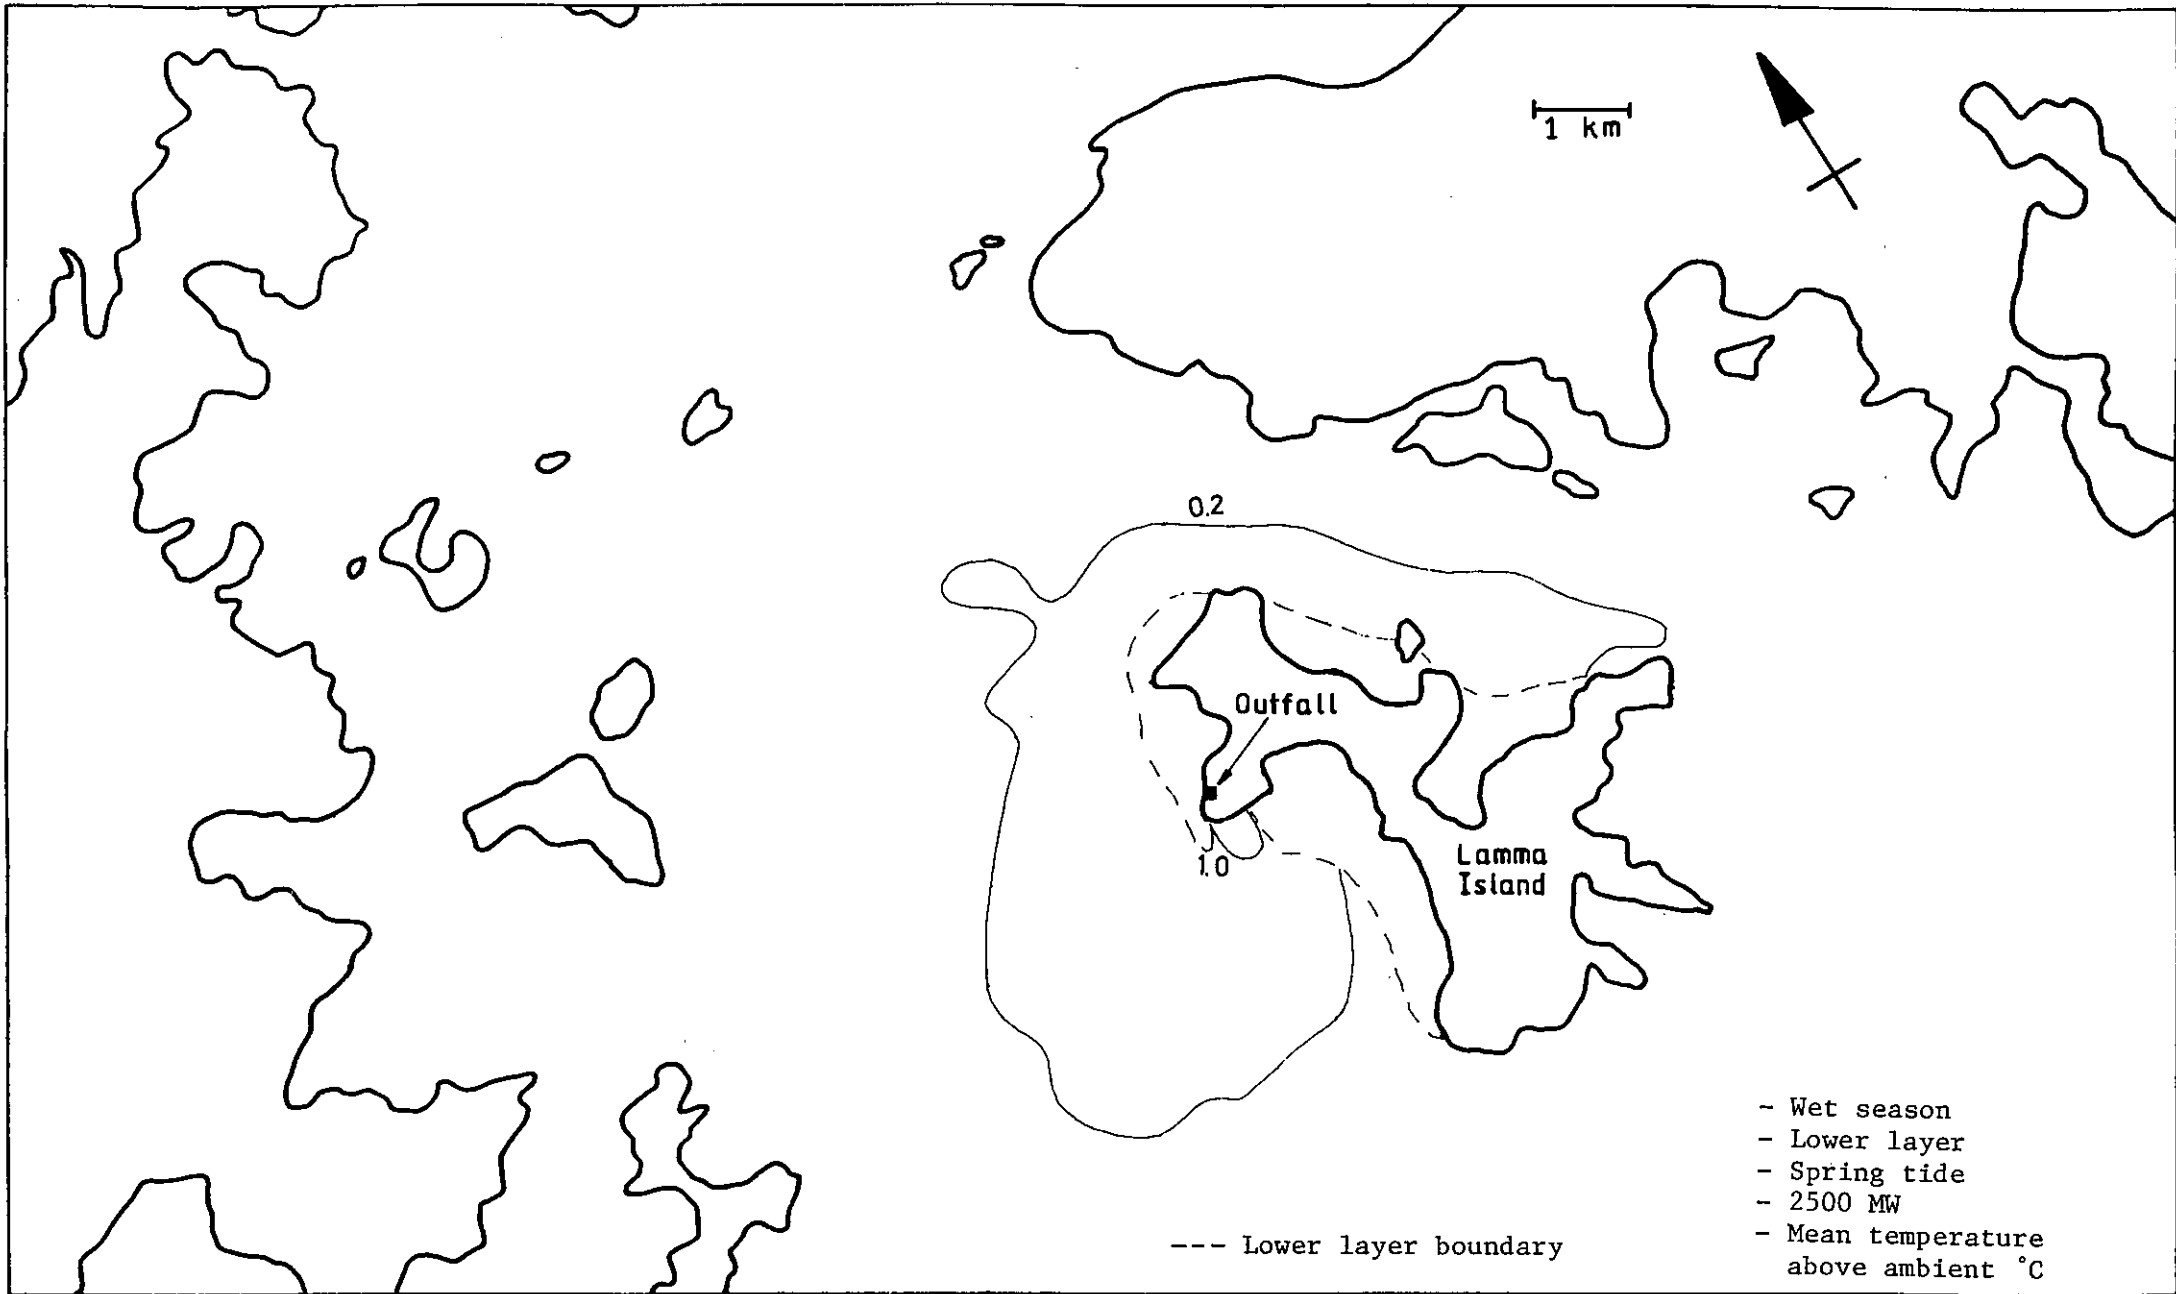 1 km
0.2
Outfall
1.0
Lamma
Island
- Wet season
- Lower layer
- Spring tide
- 2500 MW
- Mean temperature
above ambient °C
--- Lower layer boundary